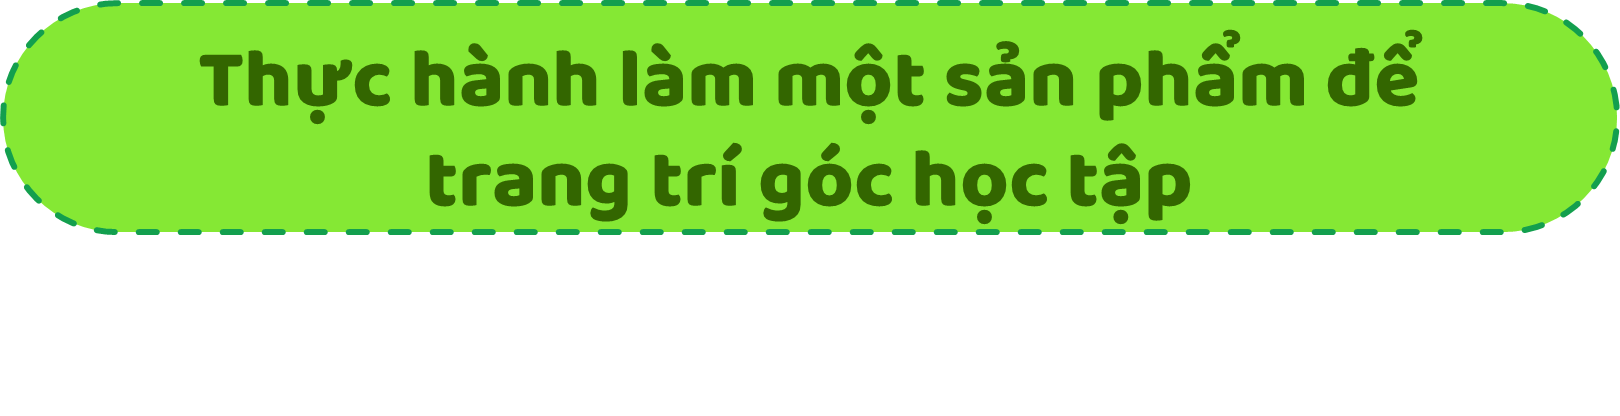 Thực hành làm một sản phẩm để
trang trí góc học tập